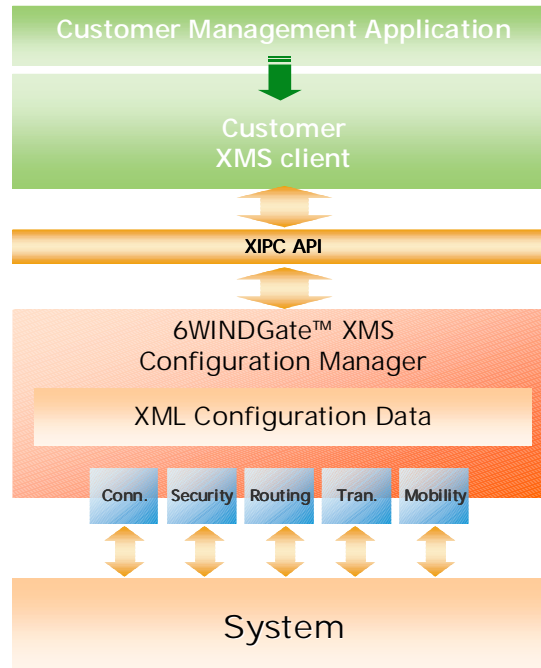 Customer Management Application
Customer
XMS client
XIPC API
6WINDGate™ XMS
Configuration Manager
XML Configuration Data
Conn.
Security
Routing
Tran.
Mobility
System